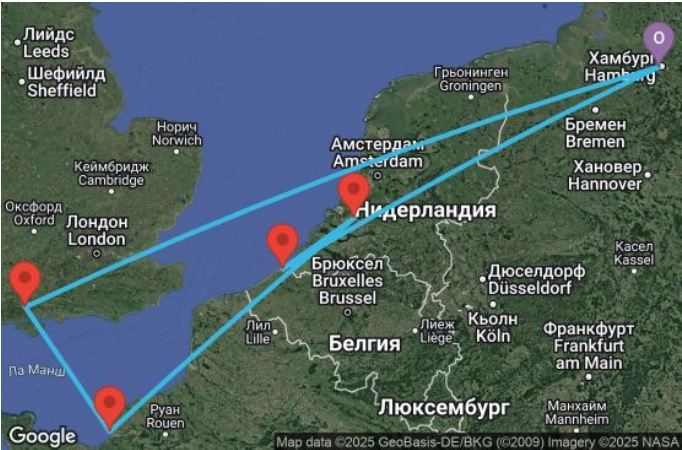 Лийдс
Leeds
Шефийлд
Sheffield
O
Хамбург
Hamburg
Грьонинген
Groningen
Норич
Norwich
Бремен
Bremen
Амстердам
Amsterdam
Кеймбридж
Cambridge
Хановер
Hannover
Оксфорд
Oxford
Лондон
London
Нидерландия
Касел
Kassel
Брюксел
Bruxelles
Brussel
Дюселдорф
Düsseldorf
Лил
Lille
Лиеж
Liège
Кьолн
Köln
Белгия
Франкфурт
Frankfurt
am Main
Ла Манш
Руан
Rouen
Люксембург
Манхайм
Mannheim
Google
Map data ©2025 GeoBasis-DE/BKG (©2009) Imagery ©2025 NASA